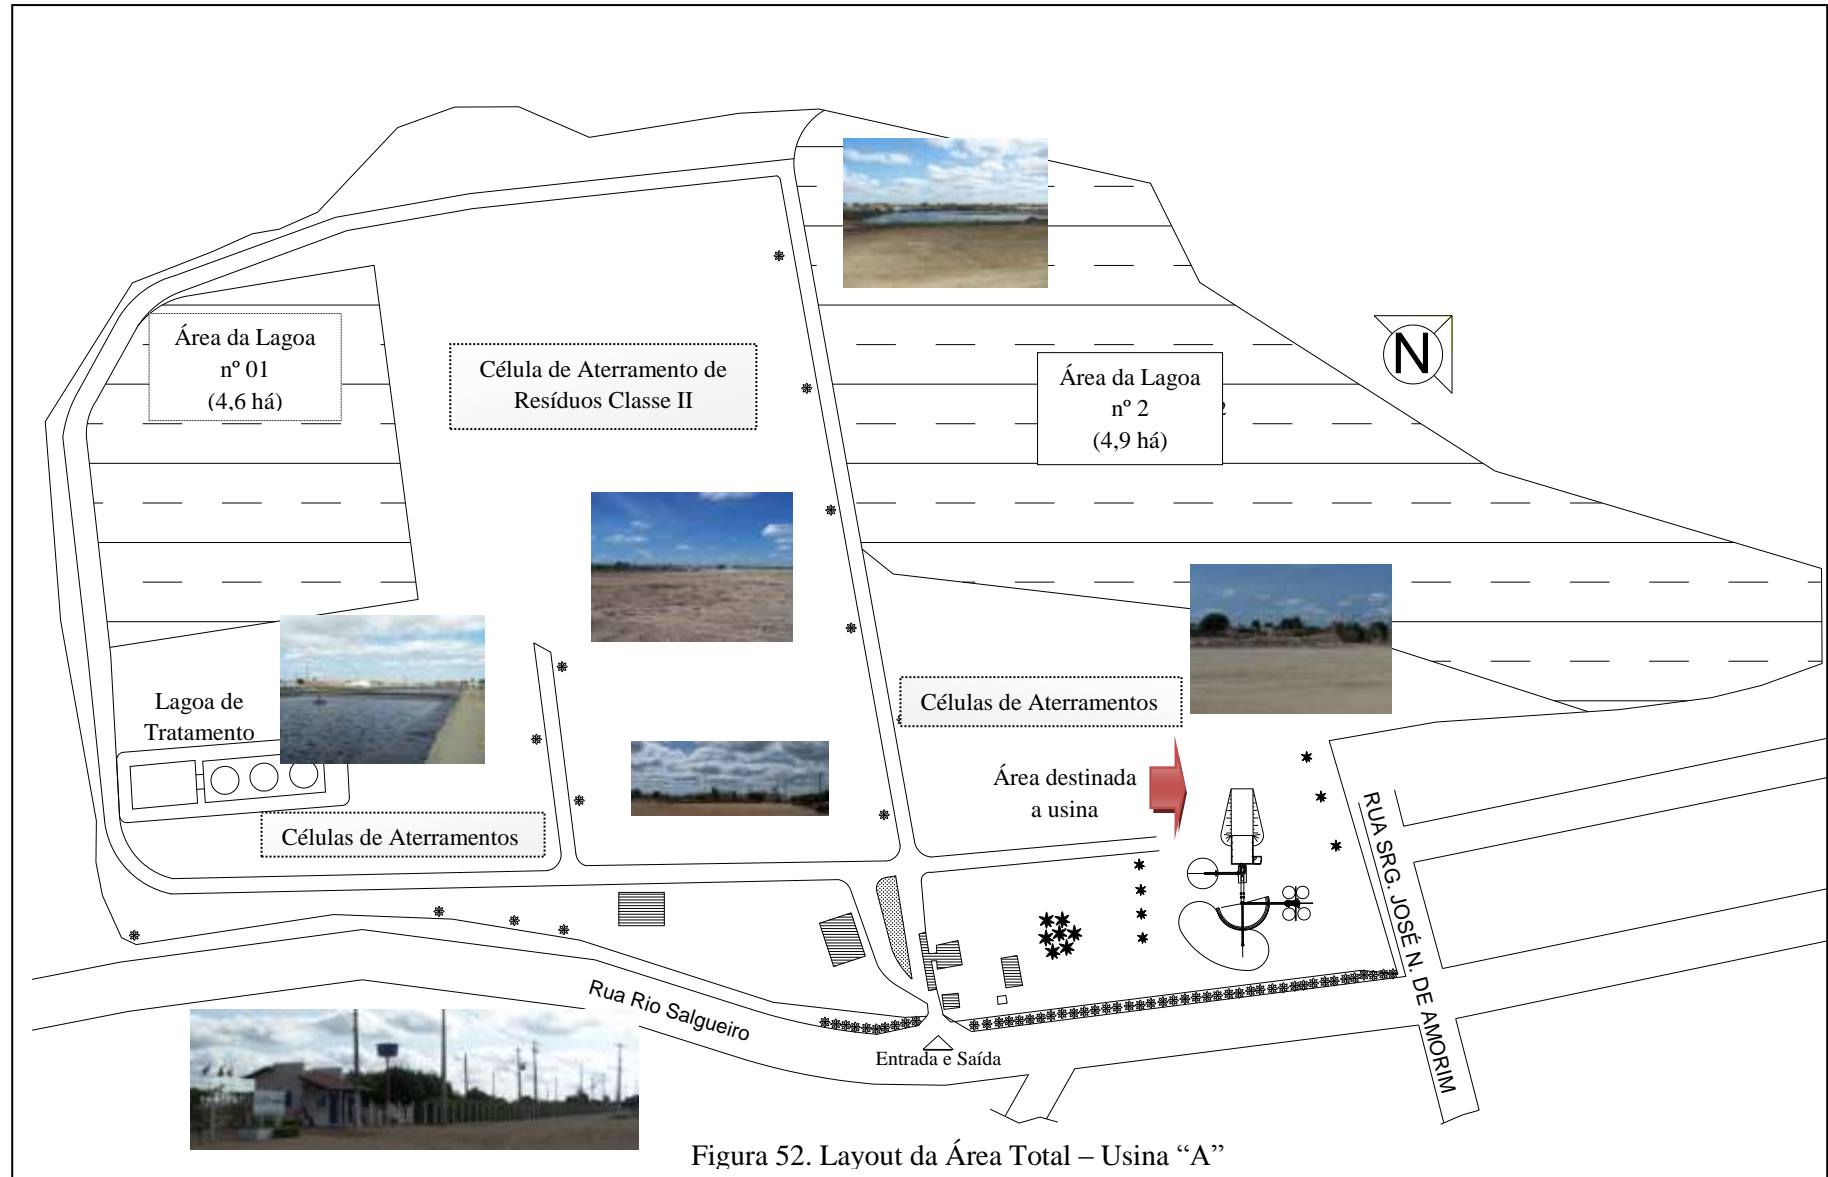 Área da Lagoa
nº 01
(4,6 há)
Célula de Aterramento de
Resíduos Classe II
Área da Lagoa
nº 2
(4,9 há)
2
N
Lagoa de
Tratamento
Células de Aterramentos
Células de Aterramentos
Área destinada
a usina
RUA SRG. JOSÉ N. DE AMORIM
Rua Rio Salgueiro
Entrada e Saída
Figura 52. Layout da Área Total – Usina “A”